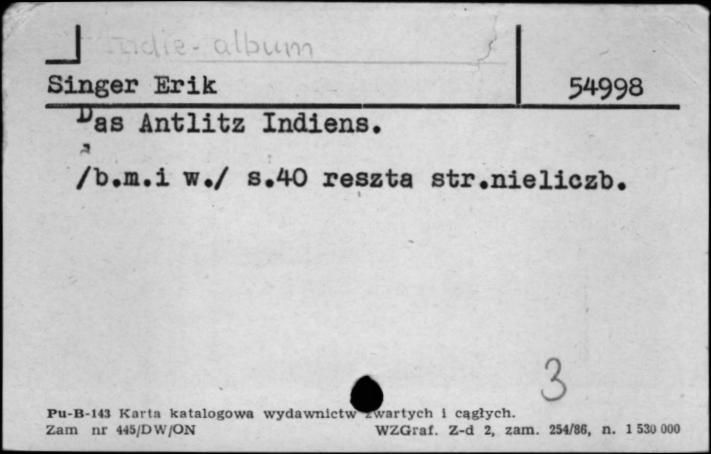 Indie - album
Singer Erik
54998
Das Antlitz Indiens.
/b.m.i w./ s.40 reszta str.nieliczb.
3
Pu-B-143 Karta katalogowa wydawnictw zwartych i cągłych.
Zam nr 445/DW/ON WZGraf. Z-d 2, zam. 254/86, n. 1 530 000